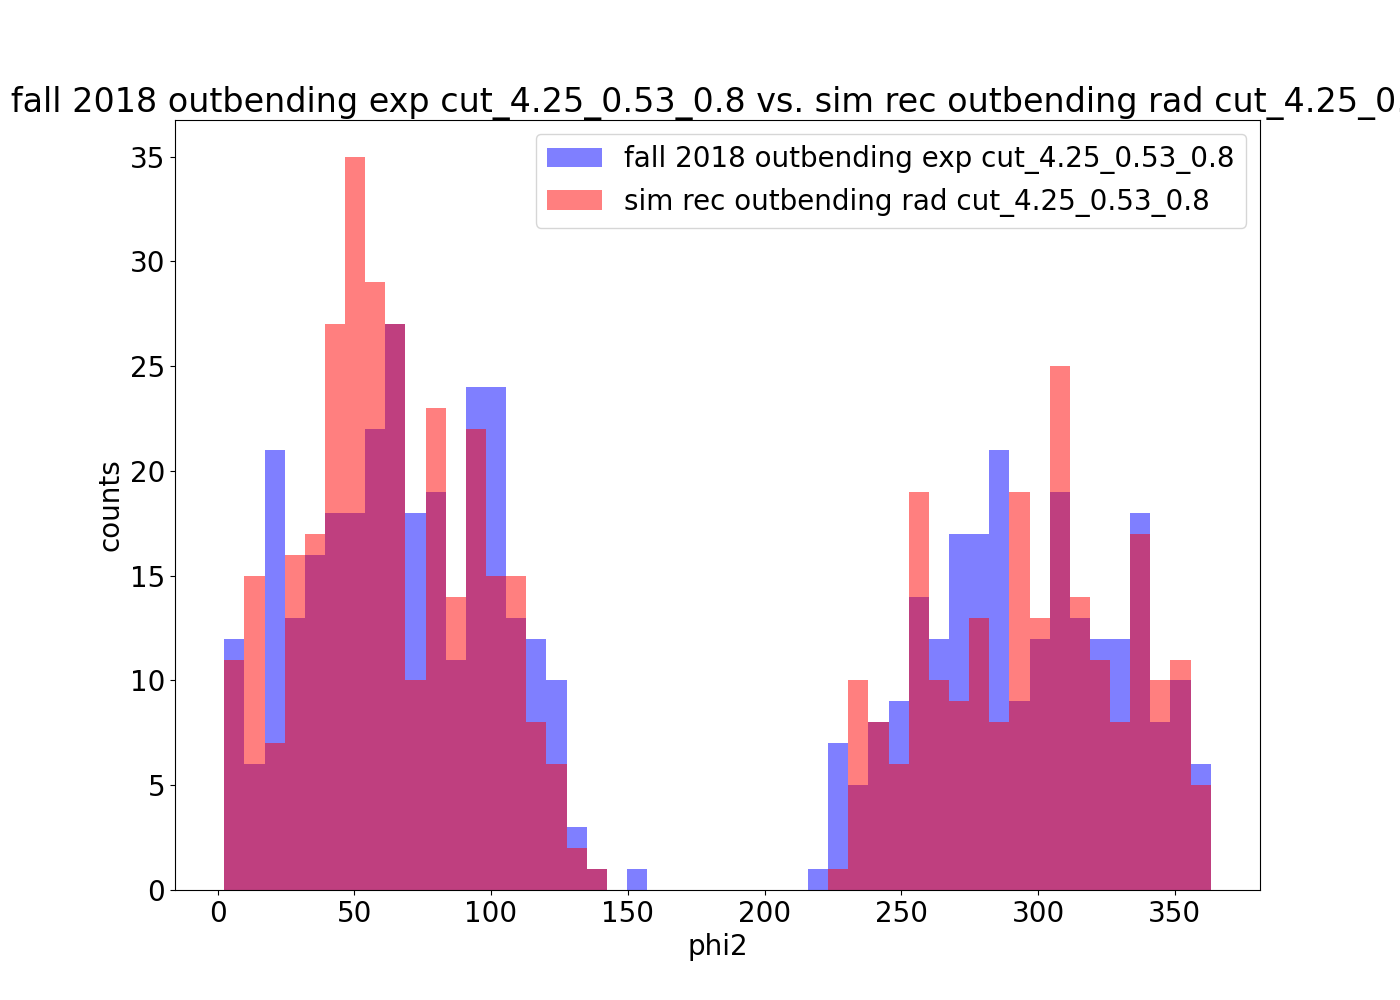 fall 2018 outbending exp cut_4.25_0.53_0.8 vs. sim rec outbending rad cut_4.25_0.
fall 2018 outbending exp cut_4.25_0.53_0.8
sim rec outbending rad cut_4.25_0.53_0.8
35
30
25
20
15
10
5
0
counts
0 50 100 150 200 250 300 350
phi2